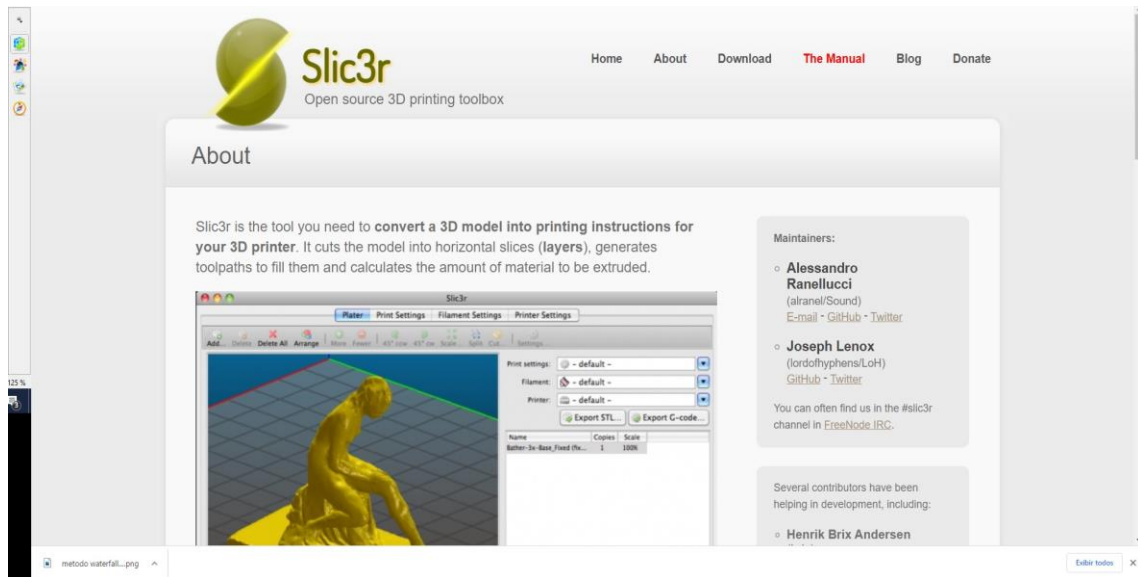 Slic3r
Open source 3D printing toolbox
Home About Download The Manual Blog Donate
About
Slic3r is the tool you need to convert a 3D model into printing instructions for
your 3D printer. It cuts the model into horizontal slices (layers), generates
toolpaths to fill them and calculates the amount of material to be extruded.
Slic3r
Plater Print Settings Filament Settings Printer Settings
Add... Delete Delete All Arrange More Fewer 45° ccw 45° cw Scale... Split Cut... Settings...
Print settings: - default -
Filament: - default -
Printer: - default -
Export STL... Export G-code...
Name Copies Scale
Bather-3x-Base_Fixed (fix... 1 100%
Maintainers:
Alessandro
Ranellucci
(alranel/Sound)
E-mail - GitHub - Twitter
Joseph Lenox
(lordofhyphens/LoH)
GitHub - Twitter
You can often find us in the #slic3r
channel in FreeNode IRC.
Several contributors have been
helping in development, including:
Henrik Brix Andersen
125 %
3
metodo waterfall....png
Exibir todos